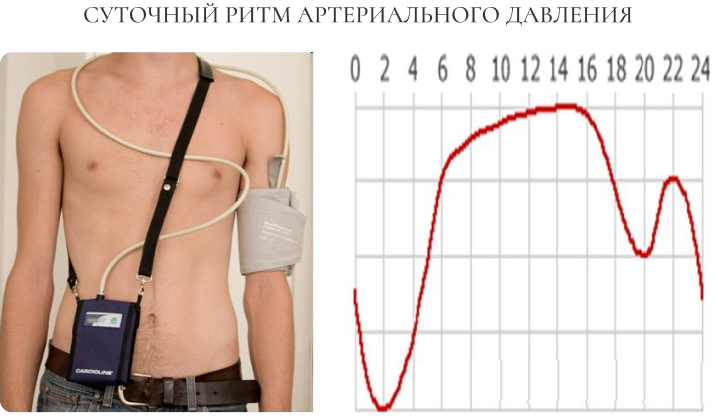 СУТОЧНЫЙ РИТМ АРТЕРИАЛЬНОГО ДАВЛЕНИЯ
0 2 4 6 8 10 12 14 16 18 20 22 24
CARDIOLINE